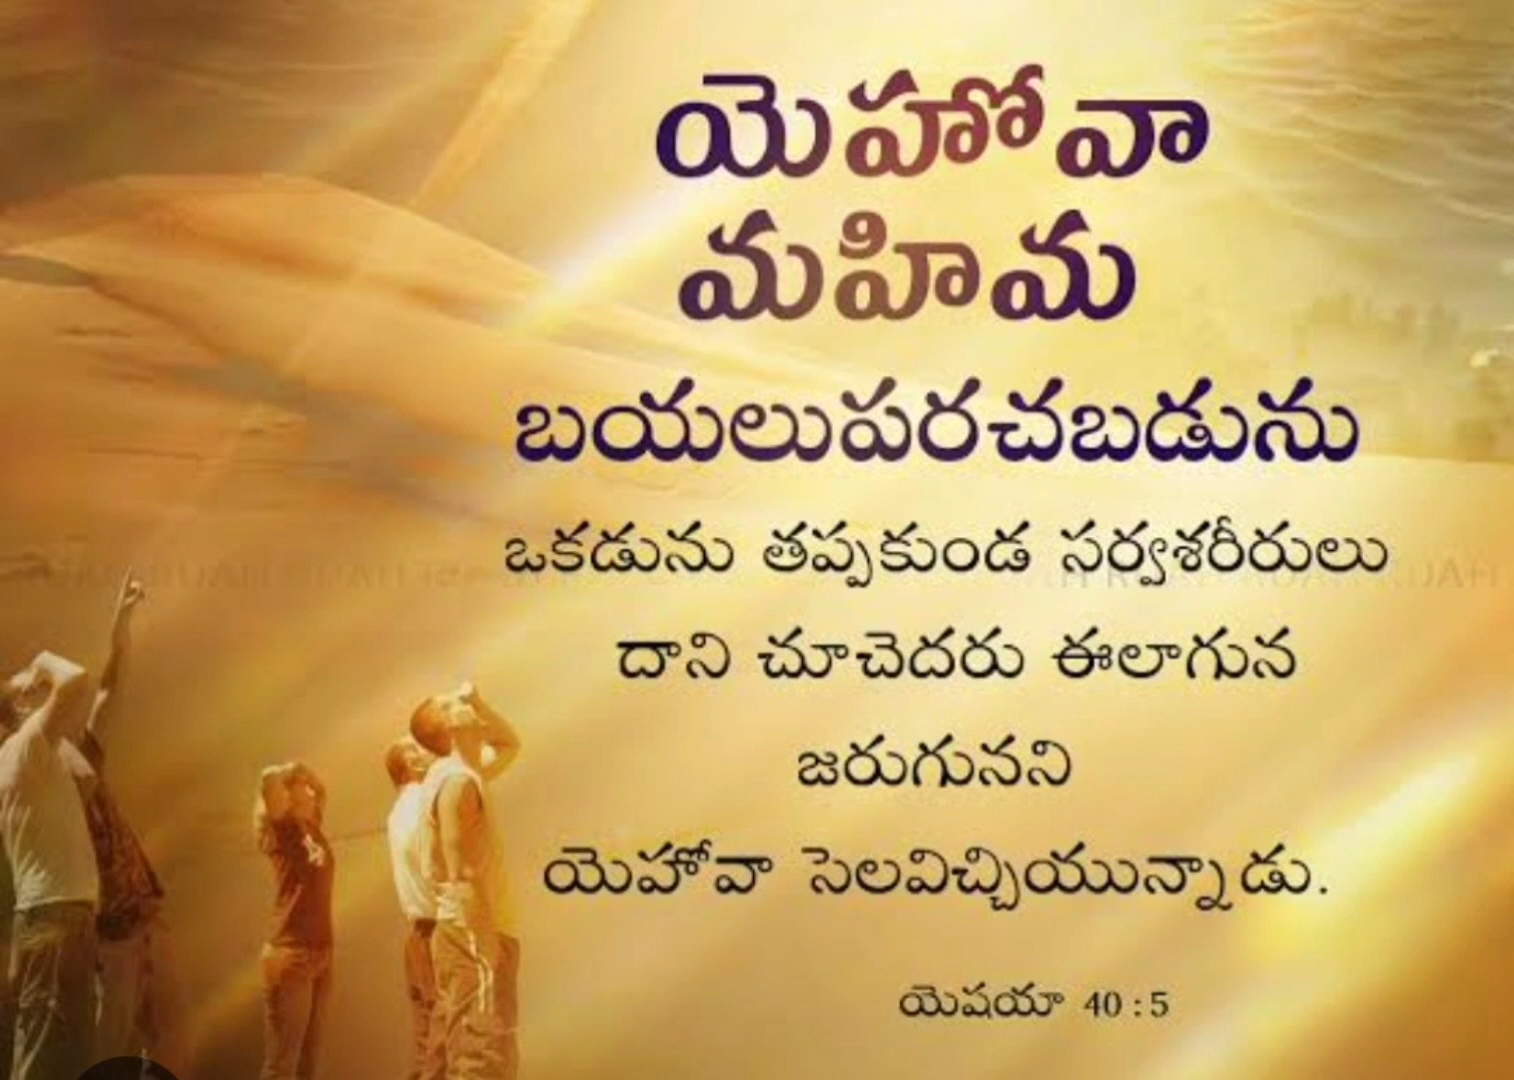 యెహోవా
మహిమ
బయలుపరచబడును
ఒకడును తప్పకుండ సర్వశరీరులు
దాని చూచెదరు ఈలాగున
జరుగునని
యెహోవా సెలవిచ్చియున్నాడు.
యెషయా 40 : 5